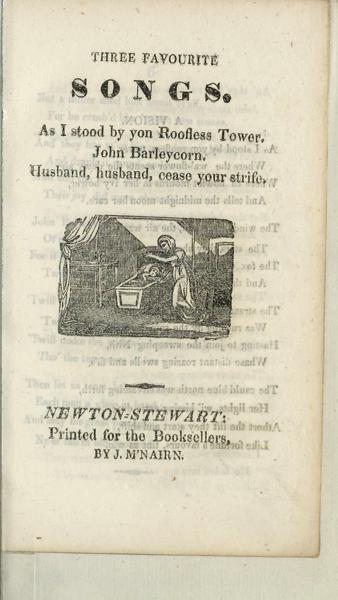 THREE FAVOURITE
SONGS.
As I stood by yon Roofless Tower.
John Barleycorn.
Husband, husband, cease your strife.
NEWTON-STEWART:
Printed for the Booksellers,
BY J. M'NAIRN.